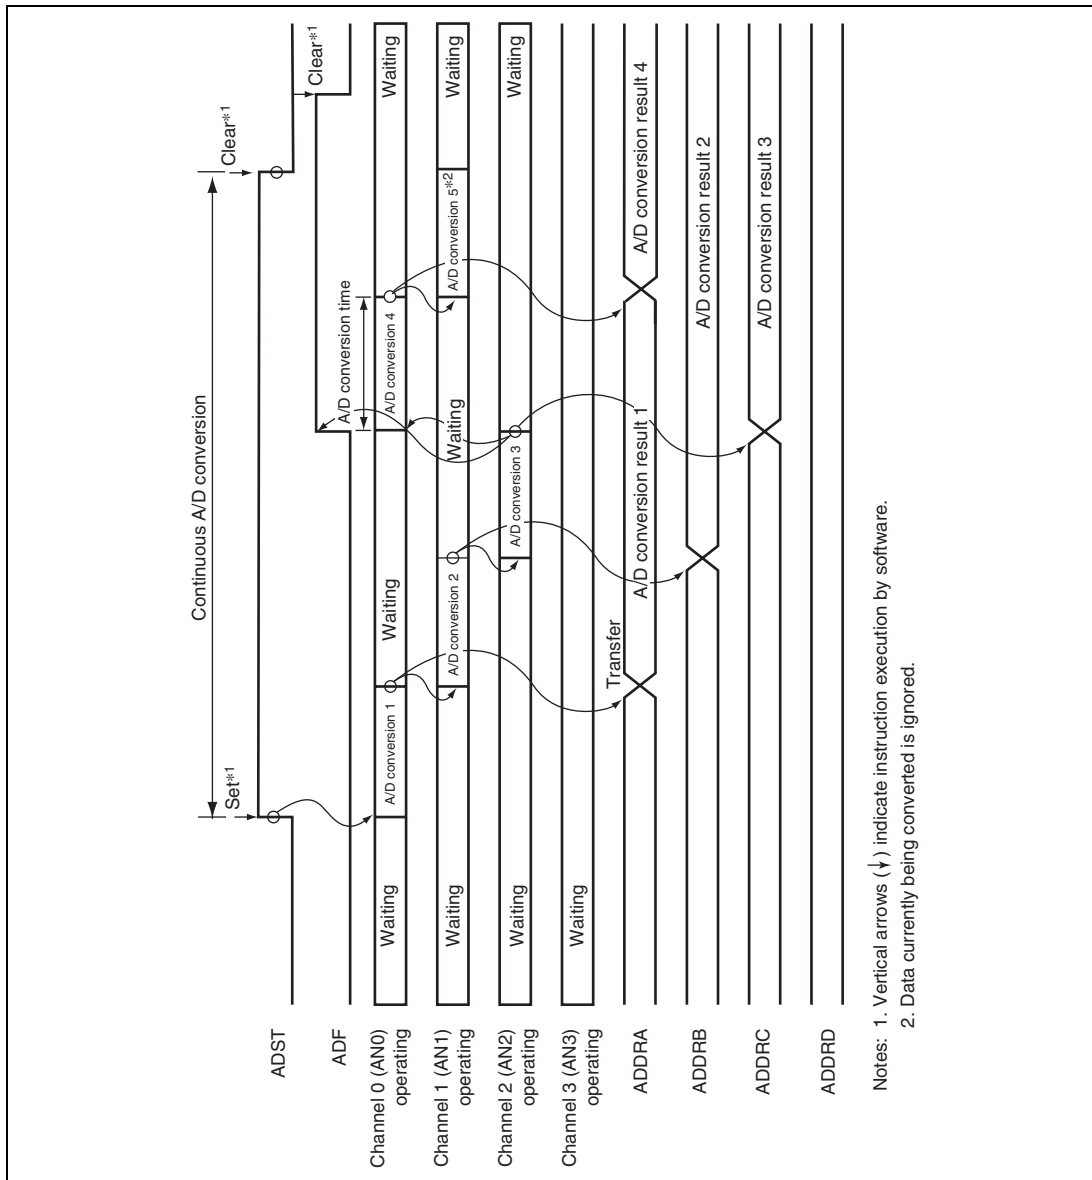 Continuous A/D conversion
Set*1
Clear*1
Clear*1
ADST
ADF
A/D conversion time
Channel 0 (AN0)
operating
Waiting
A/D conversion 1
Waiting
A/D conversion 4
Waiting
Channel 1 (AN1)
operating
Waiting
A/D conversion 2
Waiting
A/D conversion 5*2
Waiting
Channel 2 (AN2)
operating
Waiting
A/D conversion 3
Waiting
Channel 3 (AN3)
operating
Waiting
Transfer
ADDRA
A/D conversion result 1
A/D conversion result 4
ADDRB
A/D conversion result 2
ADDRC
A/D conversion result 3
ADDRD
Notes: 1. Vertical arrows (↓) indicate instruction execution by software.
2. Data currently being converted is ignored.